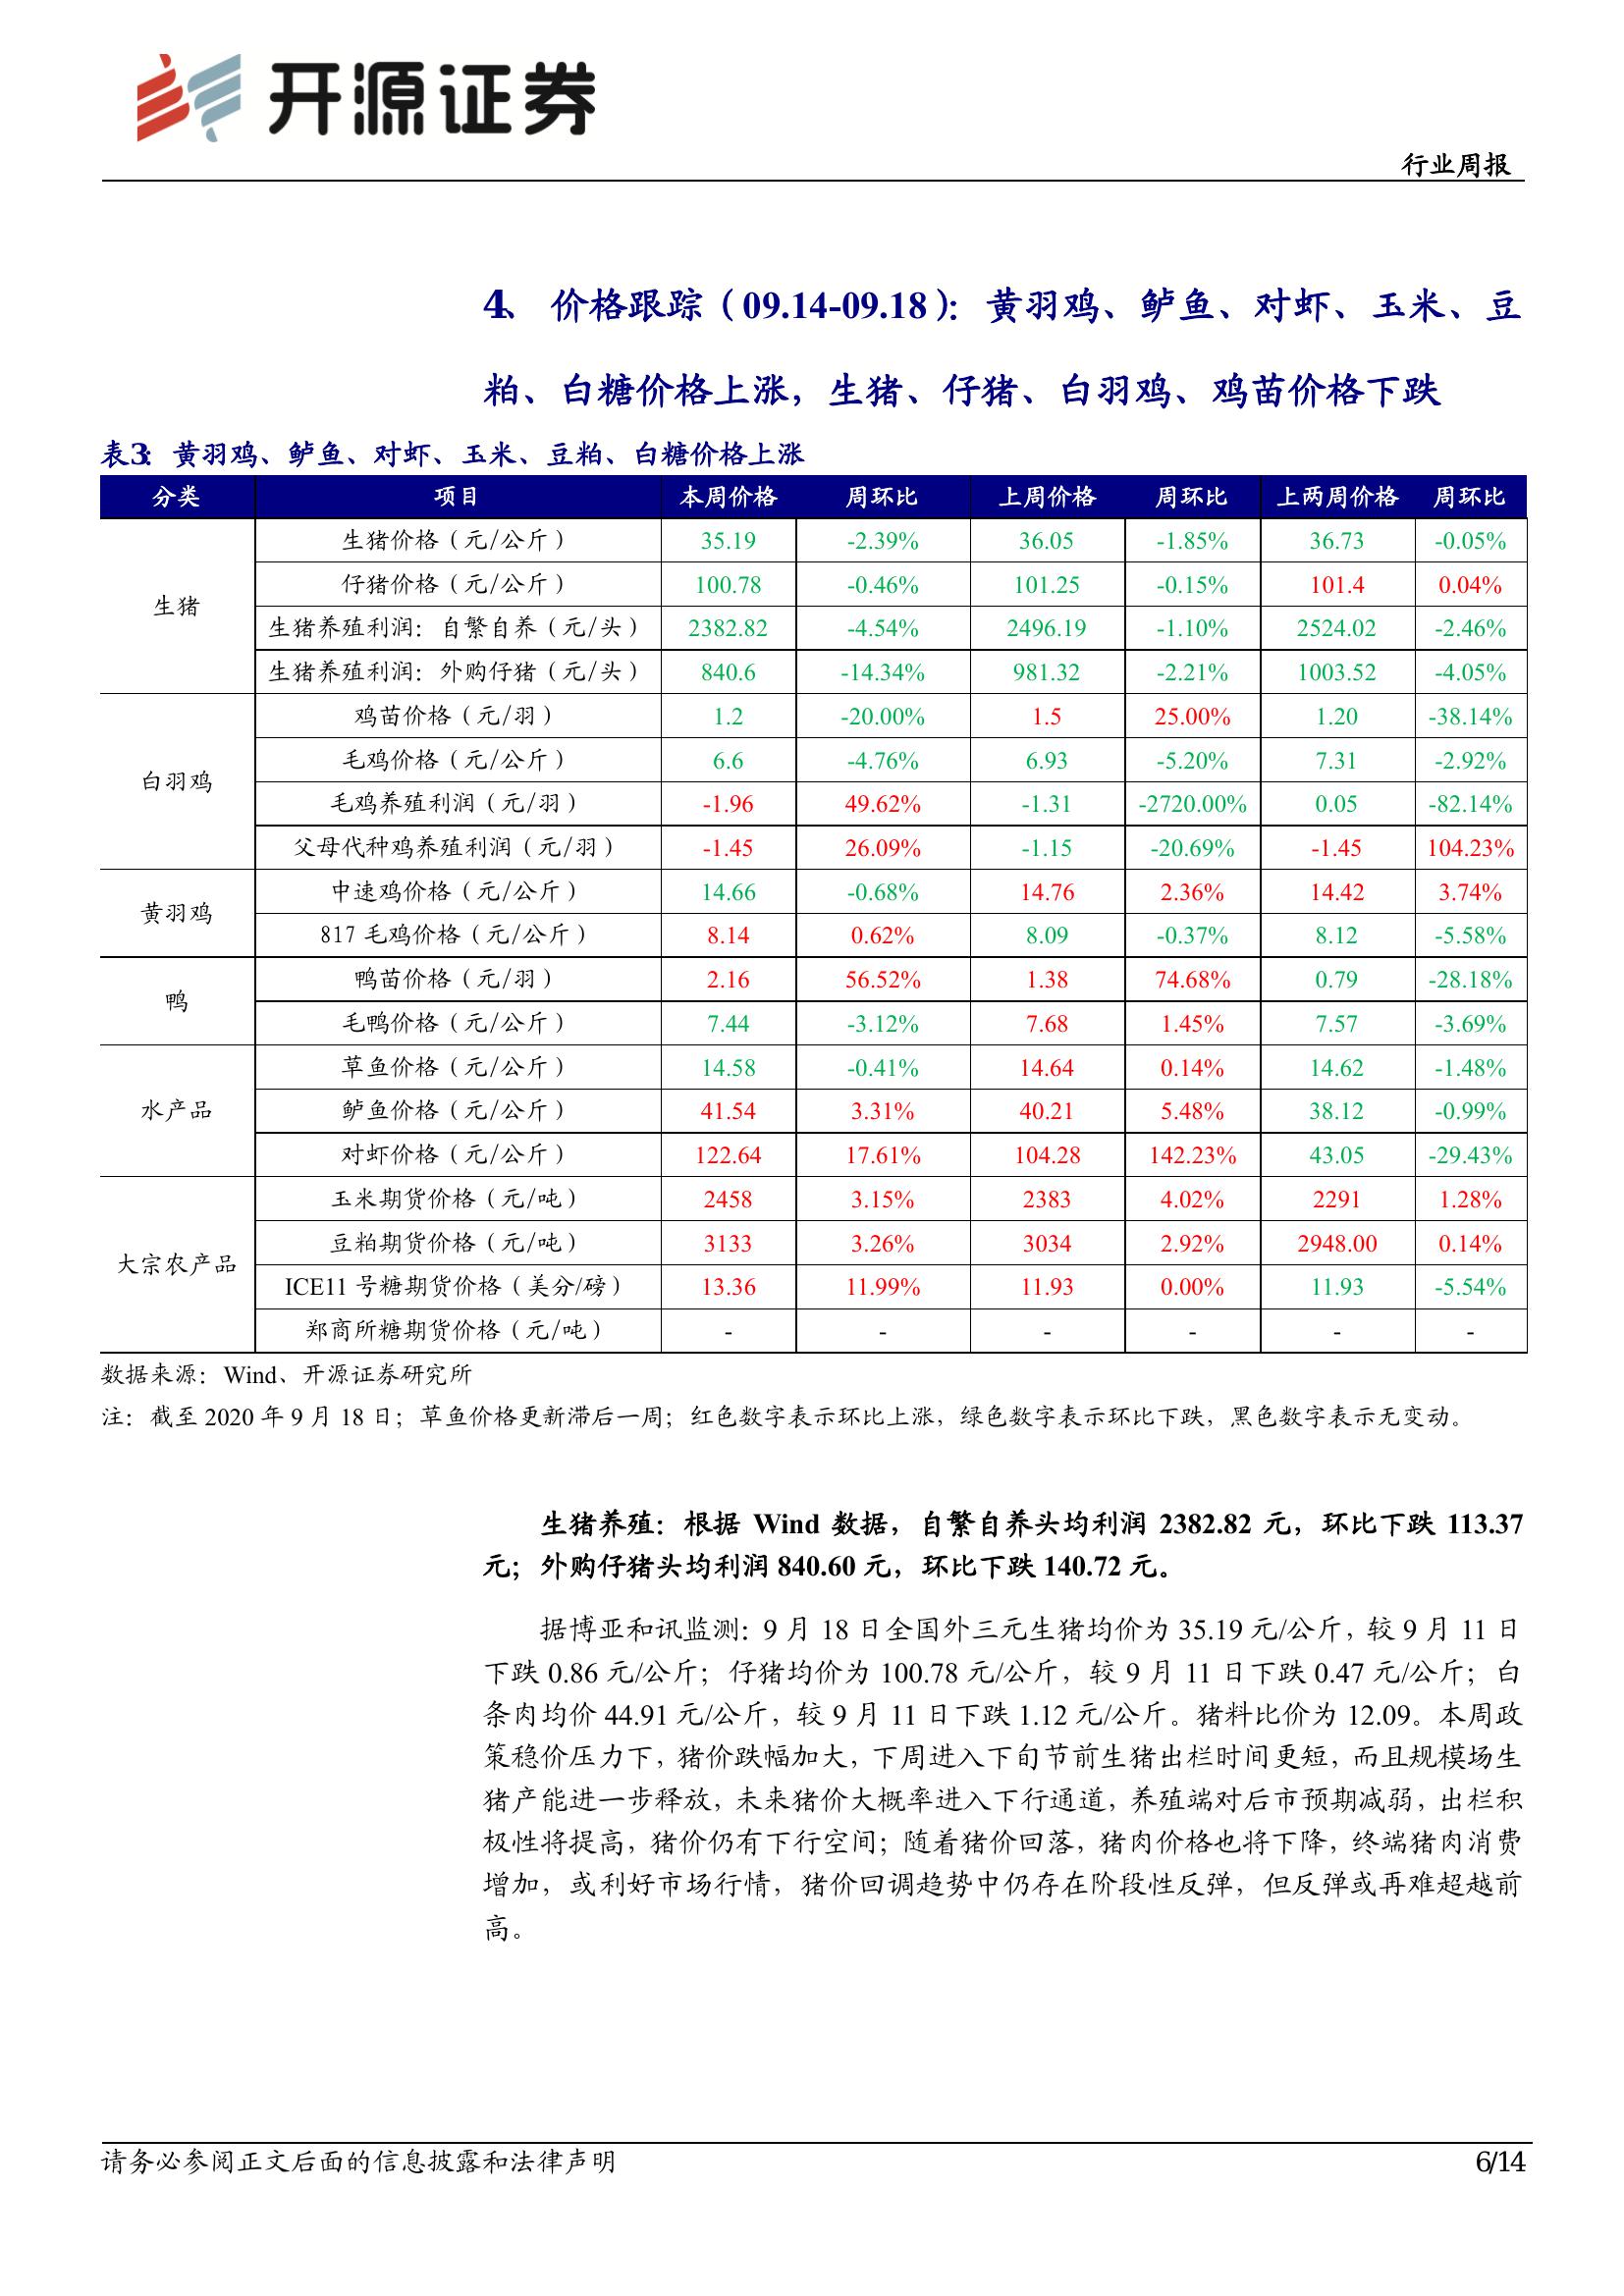 开源证券
行业周报
4、 价格跟踪（09.14-09.18）：黄羽鸡、鲈鱼、对虾、玉米、豆
粕、白糖价格上涨，生猪、仔猪、白羽鸡、鸡苗价格下跌
表3：黄羽鸡、鲈鱼、对虾、玉米、豆粕、白糖价格上涨
分类 项目 本周价格 周环比 上周价格 周环比 上两周价格 周环比
生猪
生猪价格（元/公斤） 35.19 -2.39% 36.05 -1.85% 36.73 -0.05%
仔猪价格（元/公斤） 100.78 -0.46% 101.25 -0.15% 101.4 0.04%
生猪养殖利润：自繁自养（元/头） 2382.82 -4.54% 2496.19 -1.10% 2524.02 -2.46%
生猪养殖利润：外购仔猪（元/头） 840.6 -14.34% 981.32 -2.21% 1003.52 -4.05%
白羽鸡
鸡苗价格（元/羽） 1.2 -20.00% 1.5 25.00% 1.20 -38.14%
毛鸡价格（元/公斤） 6.6 -4.76% 6.93 -5.20% 7.31 -2.92%
毛鸡养殖利润（元/羽） -1.96 49.62% -1.31 -2720.00% 0.05 -82.14%
父母代种鸡养殖利润（元/羽） -1.45 26.09% -1.15 -20.69% -1.45 104.23%
黄羽鸡
中速鸡价格（元/公斤） 14.66 -0.68% 14.76 2.36% 14.42 3.74%
817 毛鸡价格（元/公斤） 8.14 0.62% 8.09 -0.37% 8.12 -5.58%
鸭
鸭苗价格（元/羽） 2.16 56.52% 1.38 74.68% 0.79 -28.18%
毛鸭价格（元/公斤） 7.44 -3.12% 7.68 1.45% 7.57 -3.69%
水产品
草鱼价格（元/公斤） 14.58 -0.41% 14.64 0.14% 14.62 -1.48%
鲈鱼价格（元/公斤） 41.54 3.31% 40.21 5.48% 38.12 -0.99%
对虾价格（元/公斤） 122.64 17.61% 104.28 142.23% 43.05 -29.43%
大宗农产品
玉米期货价格（元/吨） 2458 3.15% 2383 4.02% 2291 1.28%
豆粕期货价格（元/吨） 3133 3.26% 3034 2.92% 2948.00 0.14%
ICE11 号糖期货价格（美分/磅） 13.36 11.99% 11.93 0.00% 11.93 -5.54%
郑商所糖期货价格（元/吨） - - - - - -
数据来源：Wind、开源证券研究所
注：截至 2020 年 9 月 18 日；草鱼价格更新滞后一周；红色数字表示环比上涨，绿色数字表示环比下跌，黑色数字表示无变动。
生猪养殖：根据 Wind 数据，自繁自养头均利润 2382.82 元，环比下跌 113.37
元；外购仔猪头均利润 840.60 元，环比下跌 140.72 元。
据博亚和讯监测：9 月 18 日全国外三元生猪均价为 35.19 元/公斤，较 9 月 11 日
下跌 0.86 元/公斤；仔猪均价为 100.78 元/公斤，较 9 月 11 日下跌 0.47 元/公斤；白
条肉均价 44.91 元/公斤，较 9 月 11 日下跌 1.12 元/公斤。猪料比价为 12.09。本周政
策稳价压力下，猪价跌幅加大，下周进入下旬节前生猪出栏时间更短，而且规模场生
猪产能进一步释放，未来猪价大概率进入下行通道，养殖端对后市预期减弱，出栏积
极性将提高，猪价仍有下行空间；随着猪价回落，猪肉价格也将下降，终端猪肉消费
增加，或利好市场行情，猪价回调趋势中仍存在阶段性反弹，但反弹或再难超越前
高。
请务必参阅正文后面的信息披露和法律声明
6/14